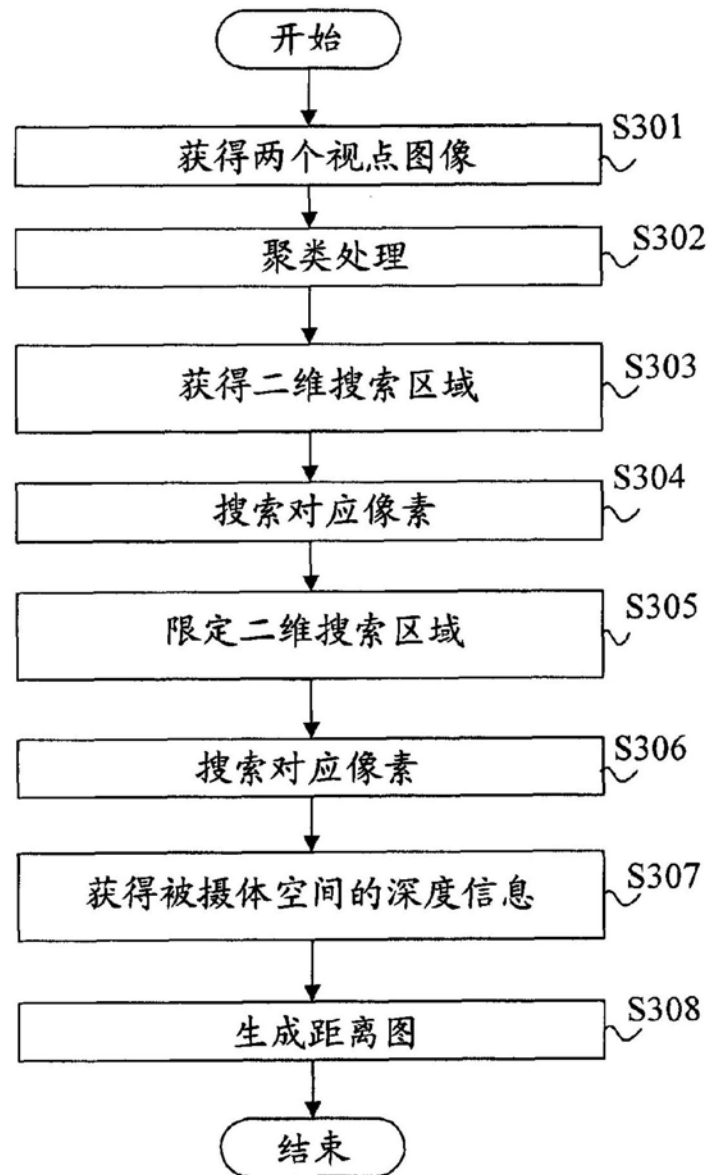 开始
S301
获得两个视点图像
S302
聚类处理
S303
获得二维搜索区域
S304
搜索对应像素
S305
限定二维搜索区域
S306
搜索对应像素
S307
获得被摄体空间的深度信息
S308
生成距离图
结束